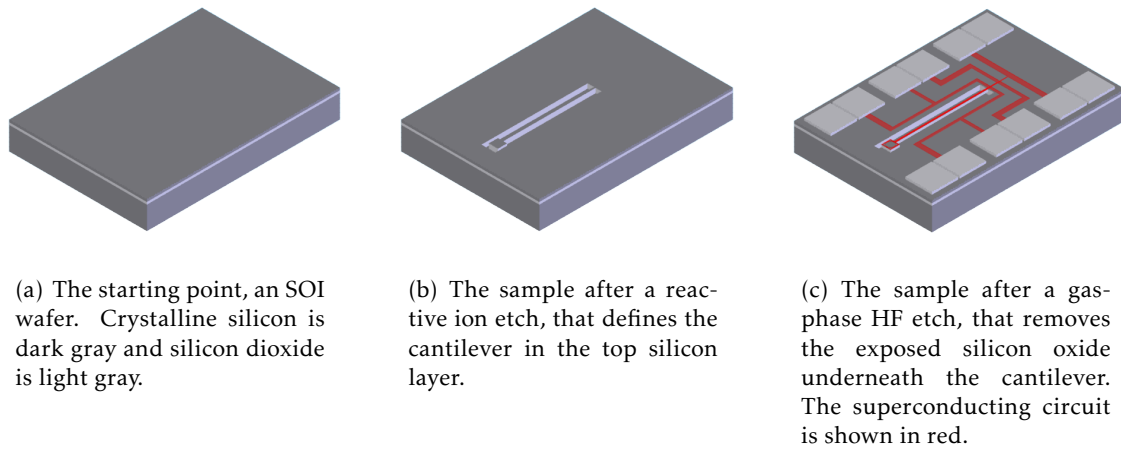 (a) The starting point, an SOI
wafer. Crystalline silicon is
dark gray and silicon dioxide
is light gray.
(b) The sample after a reac-
tive ion etch, that defines the
cantilever in the top silicon
layer.
(c) The sample after a gas-
phase HF etch, that removes
the exposed silicon oxide
underneath the cantilever.
The superconducting circuit
is shown in red.